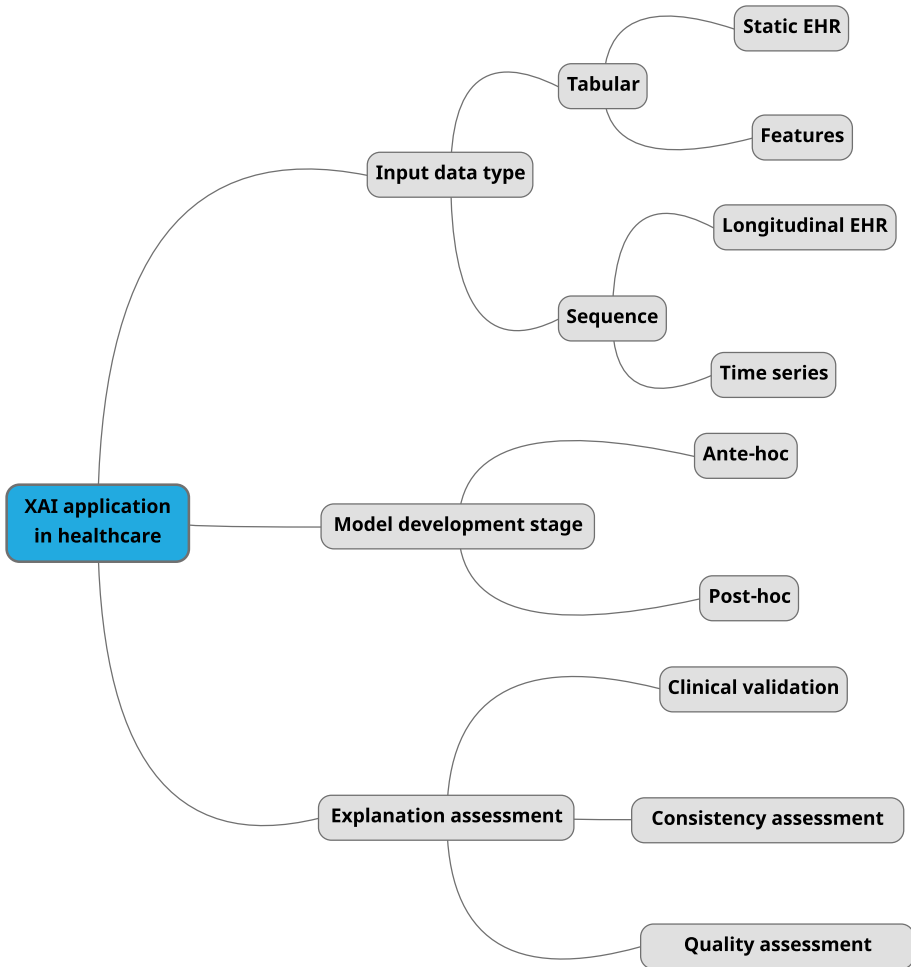 Static EHR
Tabular
Features
Input data type
Longitudinal EHR
Sequence
Time series
Ante-hoc
XAI application
in healthcare
Model development stage
Post-hoc
Clinical validation
Explanation assessment
Consistency assessment
Quality assessment